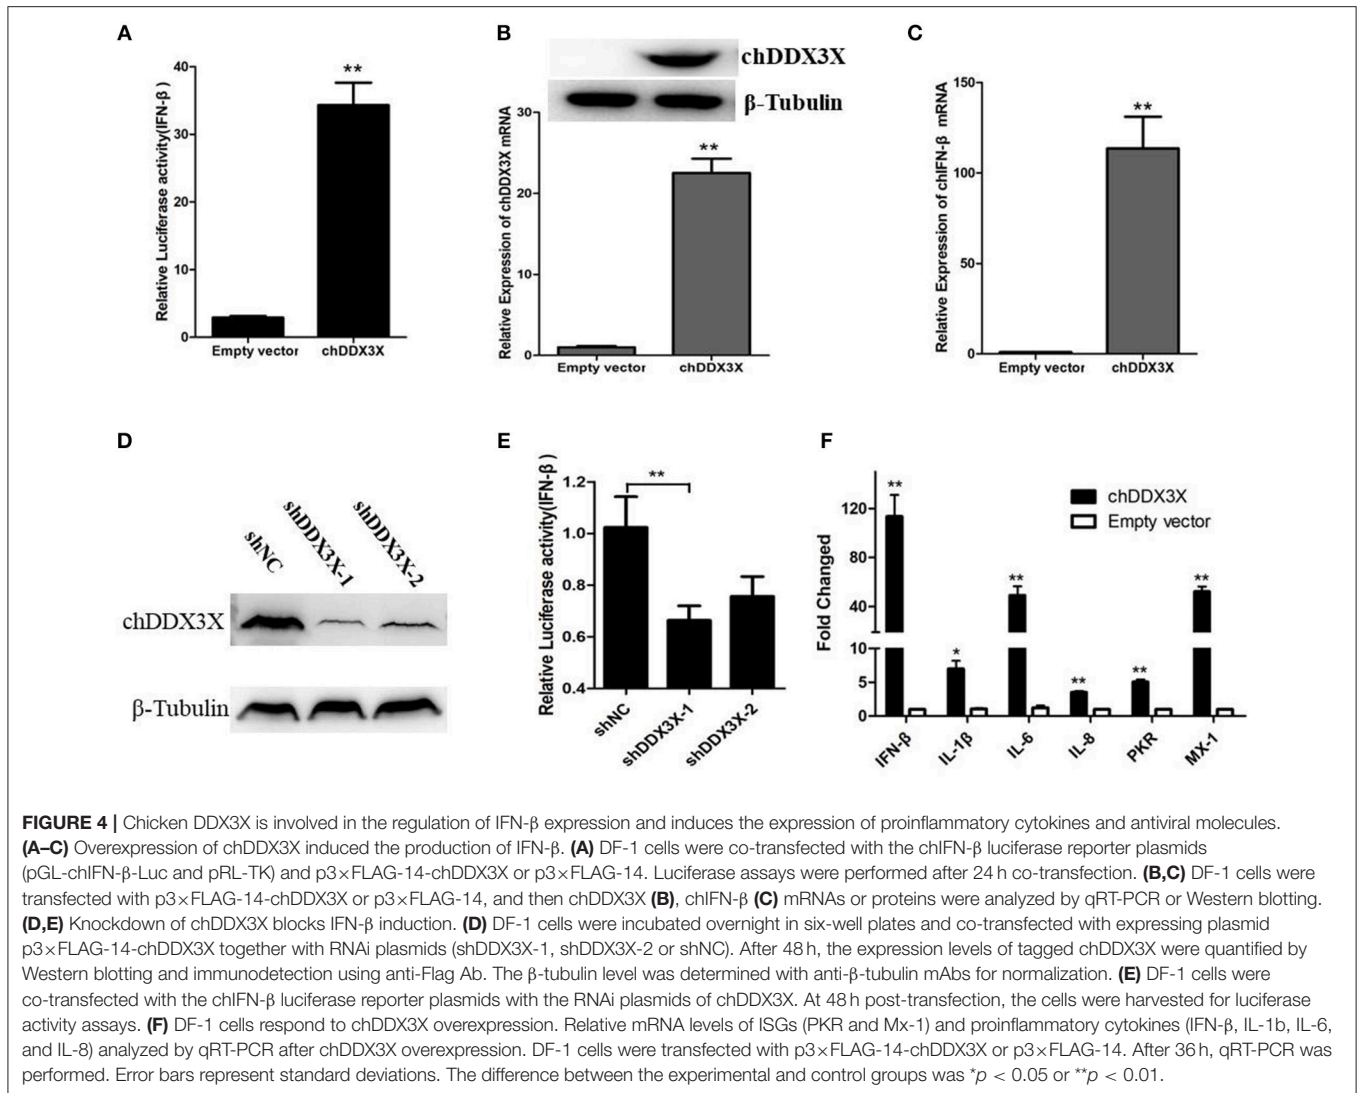 A
Relative Luciferase activity(IFN-β )
40
30
20
10
0
**
Empty vector
chDDX3X
B
chDDX3X
β-Tubulin
Relative Expression of chDDX3X mRNA
30
20
10
0
**
Empty vector
chDDX3X
C
Relative Expression of chIFN-β mRNA
150
100
50
0
**
Empty vector
chDDX3X
D
shNC
shDDX3X-1
shDDX3X-2
chDDX3X
β-Tubulin
E
Relative Luciferase activity(IFN-β )
1.2
1.0
0.8
0.6
0.4
**
shNC
shDDX3X-1
shDDX3X-2
F
Fold Changed
120
80
40
10
5
0
**
*
**
**
**
**
chDDX3X
Empty vector
IFN-β
IL-1β
IL-6
IL-8
PKR
MX-1
FIGURE 4 | Chicken DDX3X is involved in the regulation of IFN-β expression and induces the expression of proinflammatory cytokines and antiviral molecules.
(A–C) Overexpression of chDDX3X induced the production of IFN-β. (A) DF-1 cells were co-transfected with the chIFN-β luciferase reporter plasmids
(pGL-chIFN-β-Luc and pRL-TK) and p3×FLAG-14-chDDX3X or p3×FLAG-14. Luciferase assays were performed after 24 h co-transfection. (B,C) DF-1 cells were
transfected with p3×FLAG-14-chDDX3X or p3×FLAG-14, and then chDDX3X (B), chIFN-β (C) mRNAs or proteins were analyzed by qRT-PCR or Western blotting.
(D,E) Knockdown of chDDX3X blocks IFN-β induction. (D) DF-1 cells were incubated overnight in six-well plates and co-transfected with expressing plasmid
p3×FLAG-14-chDDX3X together with RNAi plasmids (shDDX3X-1, shDDX3X-2 or shNC). After 48 h, the expression levels of tagged chDDX3X were quantified by
Western blotting and immunodetection using anti-Flag Ab. The β-tubulin level was determined with anti-β-tubulin mAbs for normalization. (E) DF-1 cells were
co-transfected with the chIFN-β luciferase reporter plasmids with the RNAi plasmids of chDDX3X. At 48 h post-transfection, the cells were harvested for luciferase
activity assays. (F) DF-1 cells respond to chDDX3X overexpression. Relative mRNA levels of ISGs (PKR and Mx-1) and proinflammatory cytokines (IFN-β, IL-1b, IL-6,
and IL-8) analyzed by qRT-PCR after chDDX3X overexpression. DF-1 cells were transfected with p3×FLAG-14-chDDX3X or p3×FLAG-14. After 36 h, qRT-PCR was
performed. Error bars represent standard deviations. The difference between the experimental and control groups was *p < 0.05 or **p < 0.01.